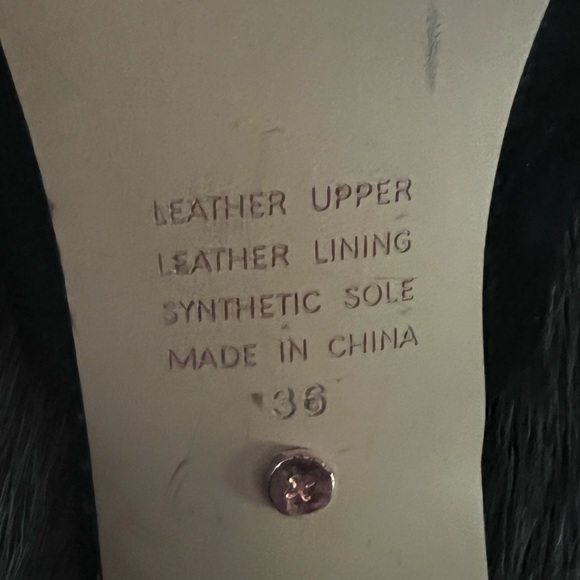 LEATHER UPPER
LEATHER LINING
SYNTHETIC SOLE
MADE IN CHINA
36